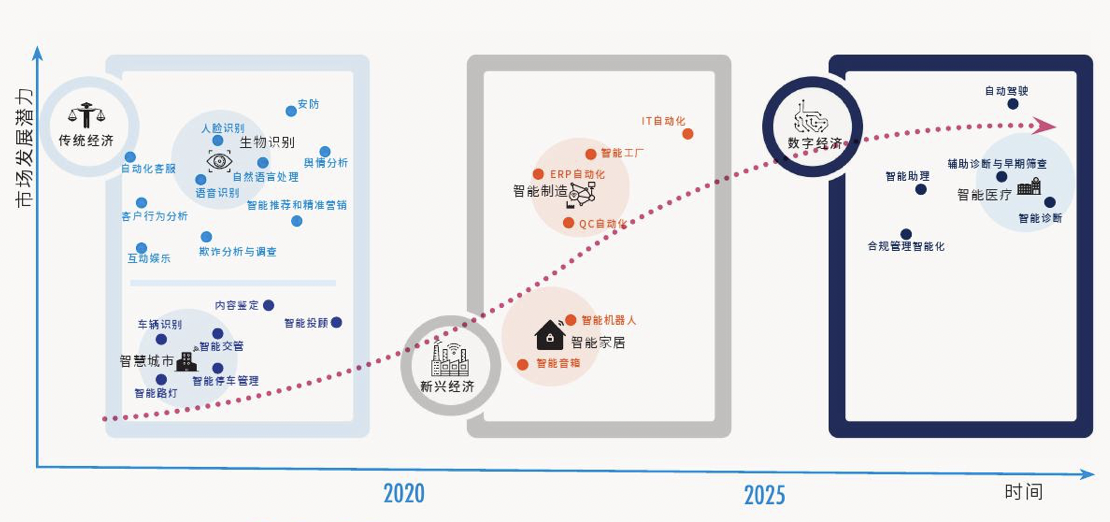 市场发展潜力
传统经济
安防
人脸识别
生物识别
舆情分析
自动化客服
自然语言处理
语音识别
智能推荐和精准营销
客户行为分析
欺诈分析与调查
互动娱乐
内容鉴定
智能投顾
车辆识别
智能交管
智慧城市
智能停车管理
智能路灯
新兴经济
IT自动化
智能工厂
ERP自动化
智能制造
QC自动化
智能机器人
智能家居
智能音箱
数字经济
自动驾驶
辅助诊断与早期筛查
智能助理
智能医疗
智能诊断
合规管理智能化
2020
2025
时间